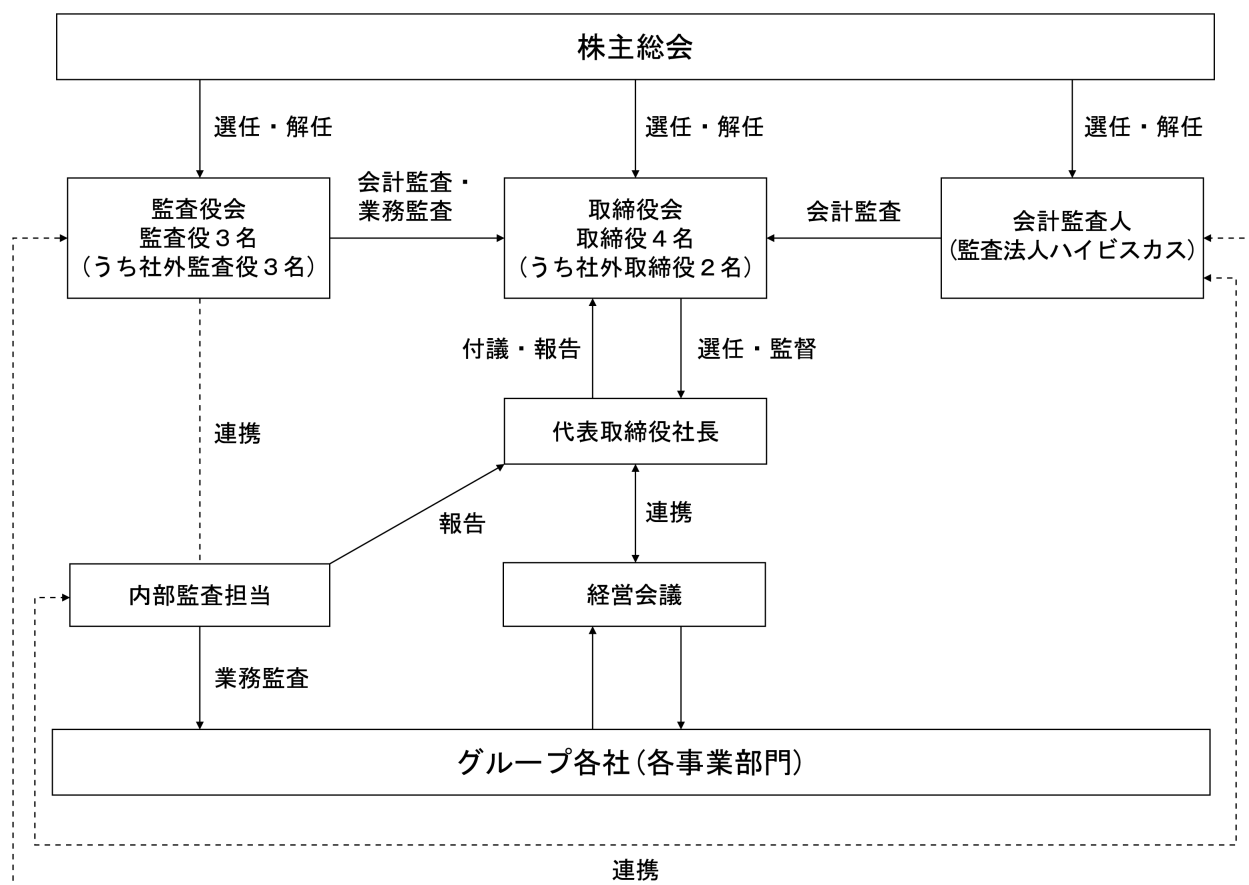 株主総会
選任・解任
選任・解任
選任・解任
監査役会
監査役３名
（うち社外監査役３名）
会計監査・
業務監査
取締役会
取締役４名
（うち社外取締役２名）
会計監査
会計監査人
（監査法人ハイビスカス）
付議・報告
選任・監督
代表取締役社長
連携
報告
連携
内部監査担当
経営会議
業務監査
グループ各社（各事業部門）
連携